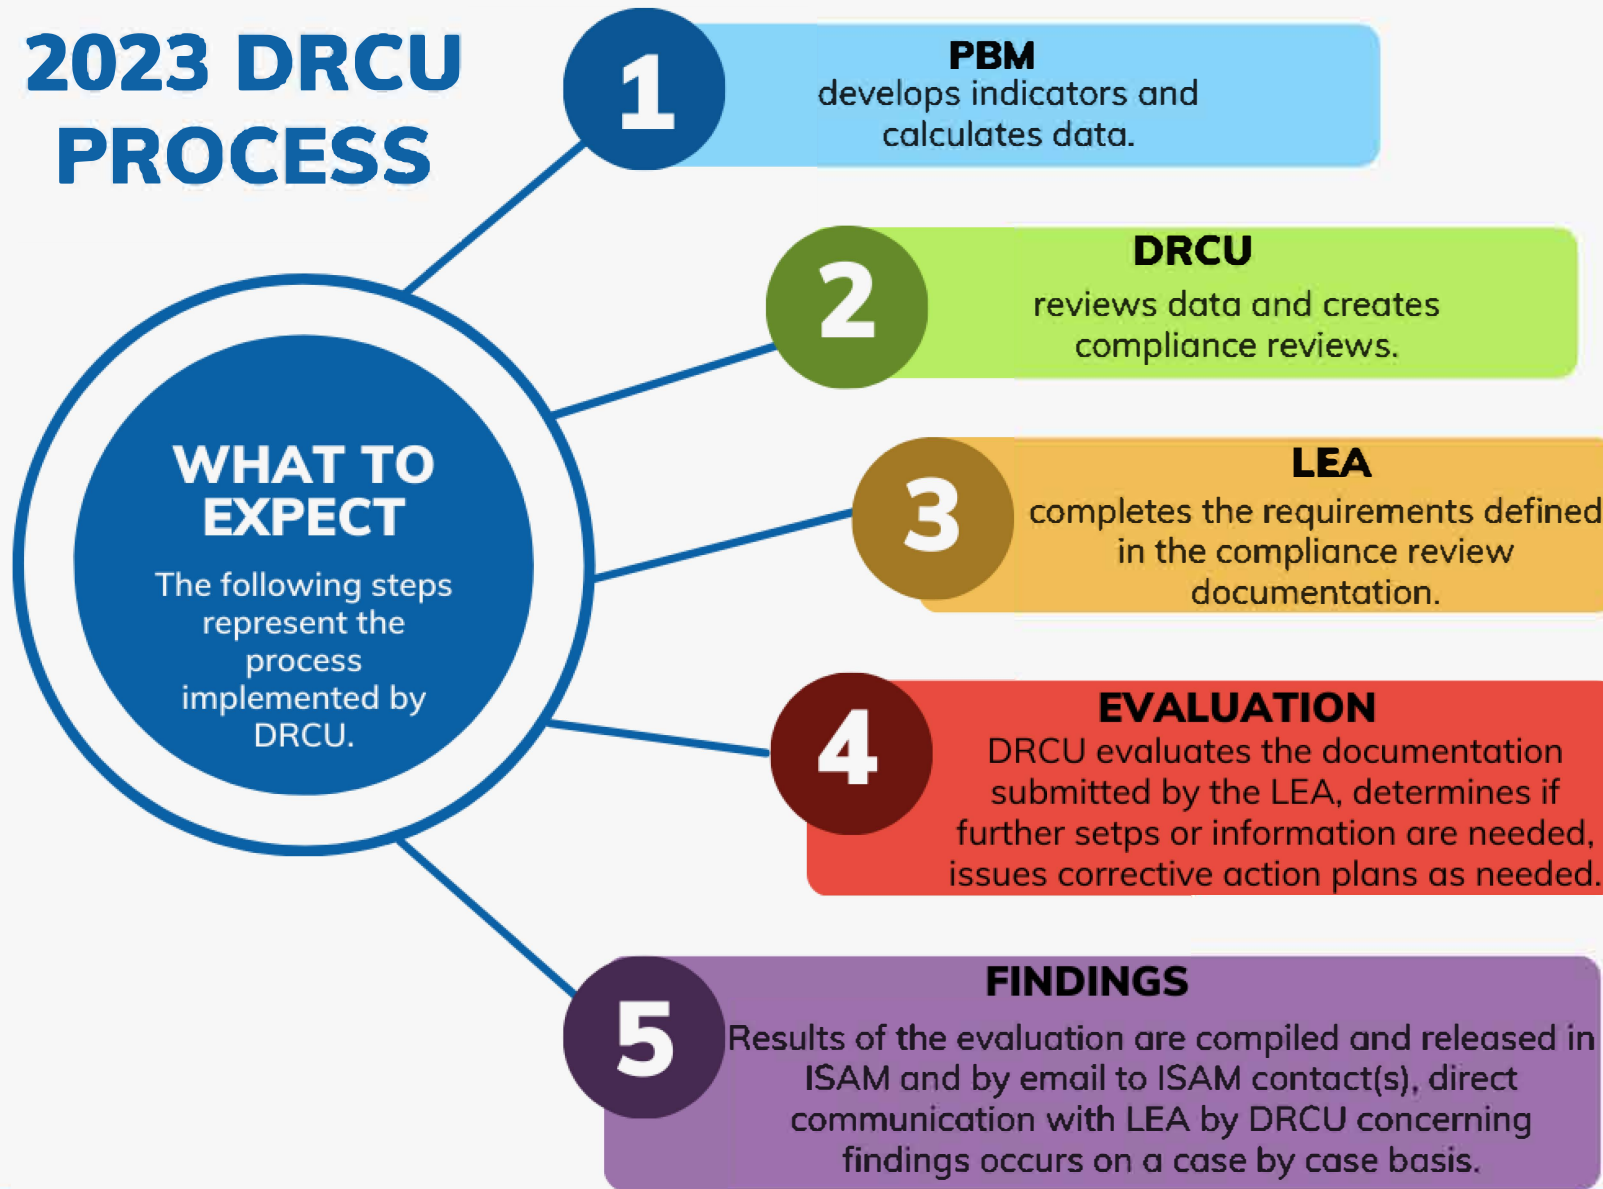 2023 DRCU
PROCESS
WHAT TO
EXPECT
The following steps
represent the
process
implemented by
DRCU.
1
PBM
develops indicators and
calculates data.
2
DRCU
reviews data and creates
compliance reviews.
3
LEA
completes the requirements defined
in the compliance review
documentation.
4
EVALUATION
DRCU evaluates the documentation
submitted by the LEA, determines if
further setps or information are needed,
issues corrective action plans as needed.
5
FINDINGS
Results of the evaluation are compiled and released in
ISAM and by email to ISAM contact(s), direct
communication with LEA by DRCU concerning
findings occurs on a case by case basis.